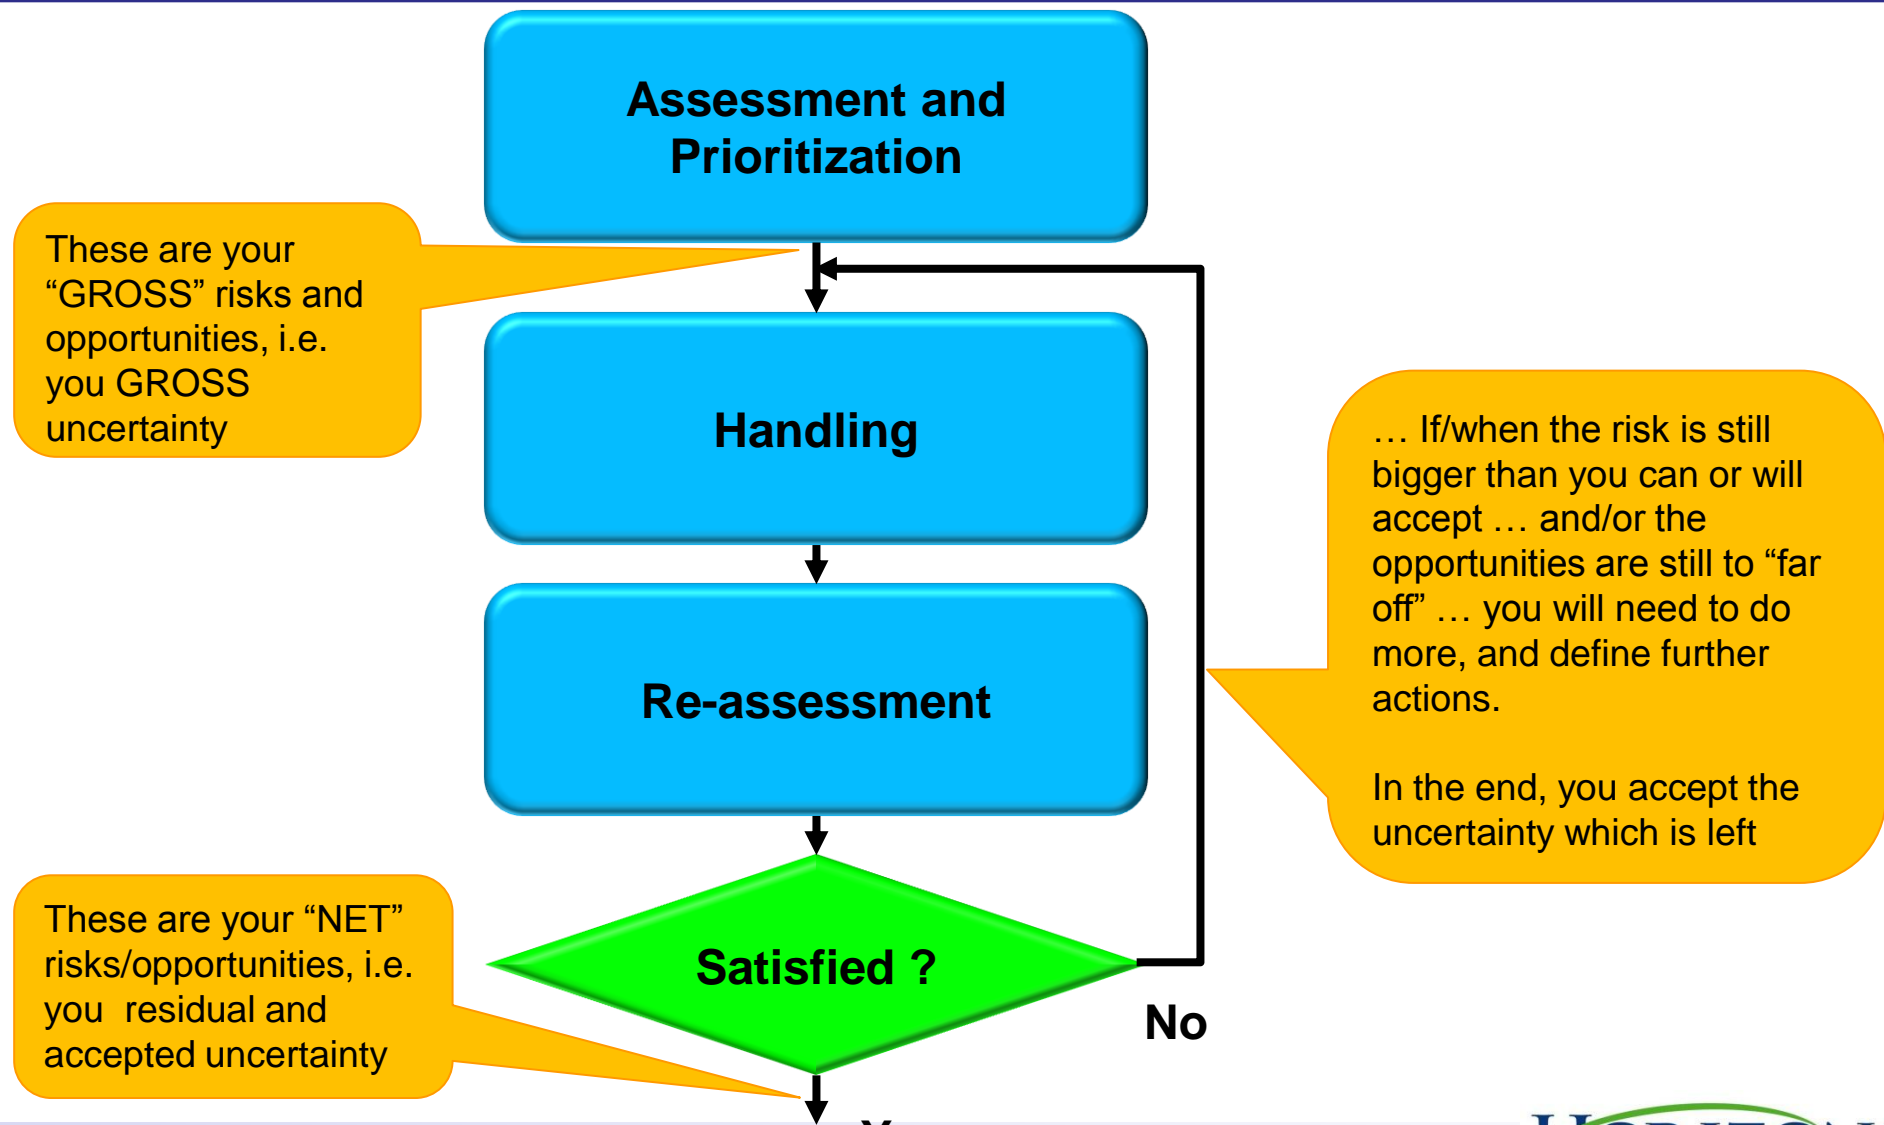 Assessment and
Prioritization
These are your
“GROSS” risks and
opportunities, i.e.
you GROSS
uncertainty
Handling
… If/when the risk is still
bigger than you can or will
accept … and/or the
opportunities are still to “far
off” … you will need to do
more, and define further
actions.
In the end, you accept the
uncertainty which is left
Re-assessment
These are your “NET”
risks/opportunities, i.e.
you  residual and
accepted uncertainty
Satisfied ?
No